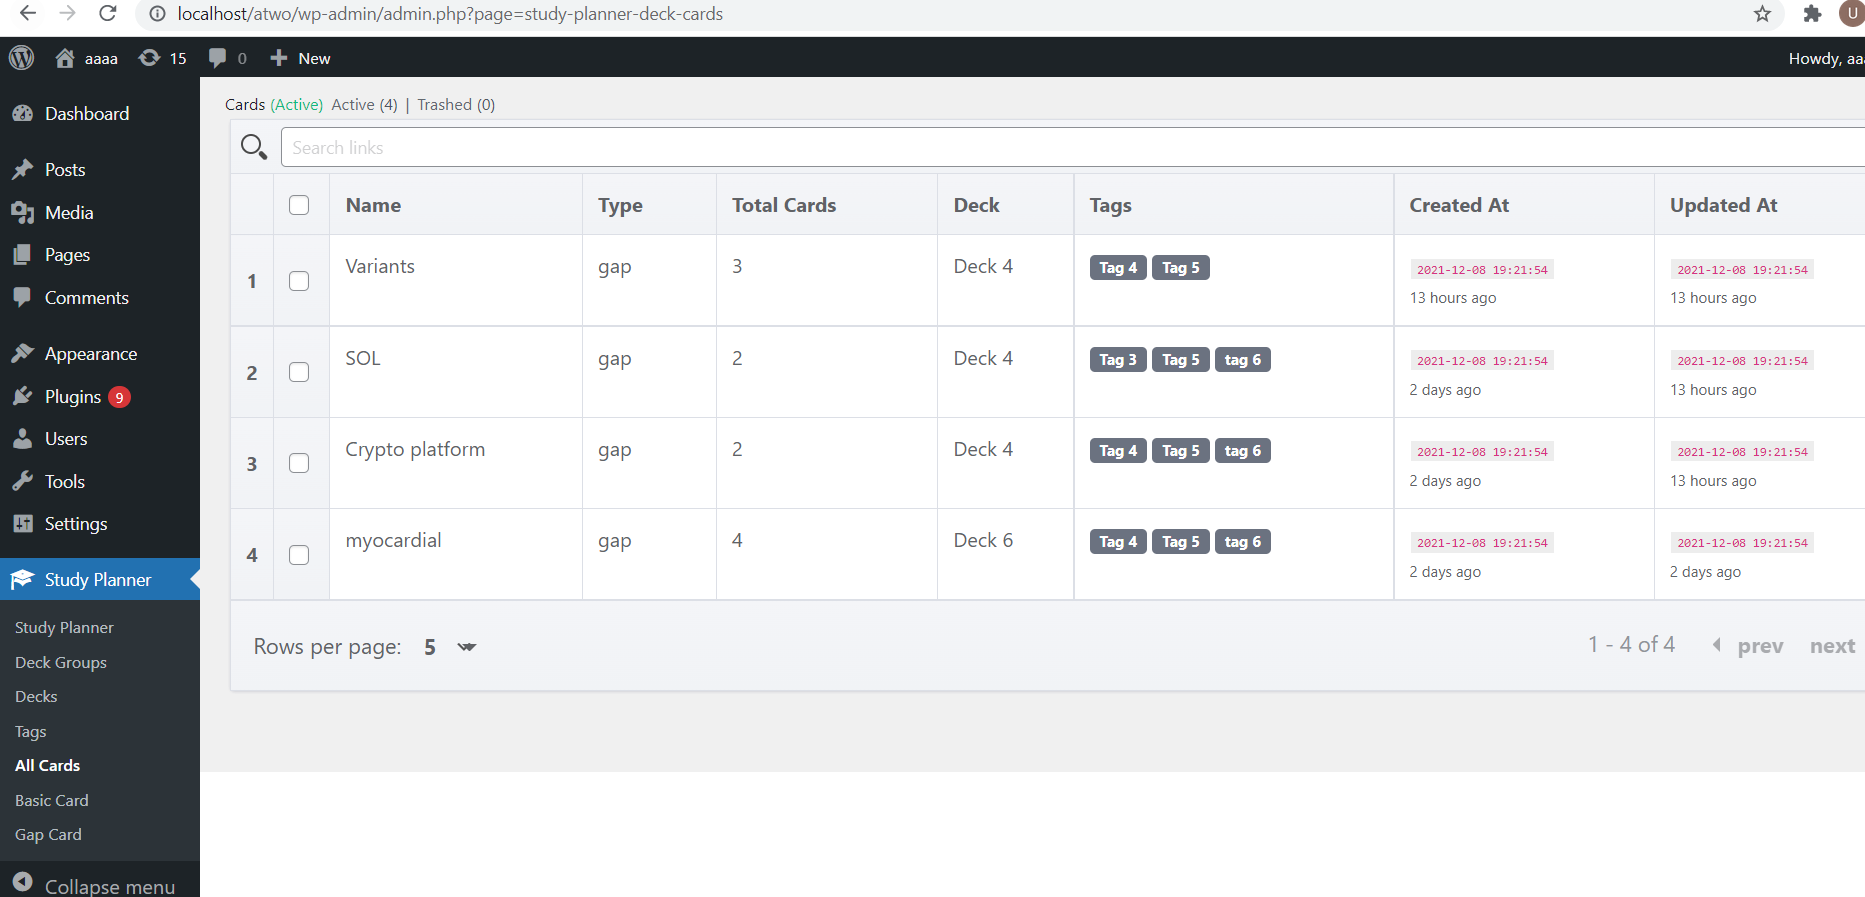 localhost/atwo/wp-admin/admin.php?page=study-planner-deck-cards
U
aaaa 15 0 New Howdy, aa
Dashboard
Posts
Media
Pages
Comments
Appearance
Plugins 9
Users
Tools
Settings
Study Planner
Study Planner
Deck Groups
Decks
Tags
All Cards
Basic Card
Gap Card
Collapse menu
Cards (Active) Active (4) | Trashed (0)
Search links
Name Type Total Cards Deck Tags Created At Updated At
1 Variants gap 3 Deck 4 Tag 4 Tag 5 2021-12-08 19:21:54 2021-12-08 19:21:54
13 hours ago 13 hours ago
2 SOL gap 2 Deck 4 Tag 3 Tag 5 tag 6 2021-12-08 19:21:54 2021-12-08 19:21:54
2 days ago 13 hours ago
3 Crypto platform gap 2 Deck 4 Tag 4 Tag 5 tag 6 2021-12-08 19:21:54 2021-12-08 19:21:54
2 days ago 13 hours ago
4 myocardial gap 4 Deck 6 Tag 4 Tag 5 tag 6 2021-12-08 19:21:54 2021-12-08 19:21:54
2 days ago 2 days ago
Rows per page: 5 1 - 4 of 4 prev next